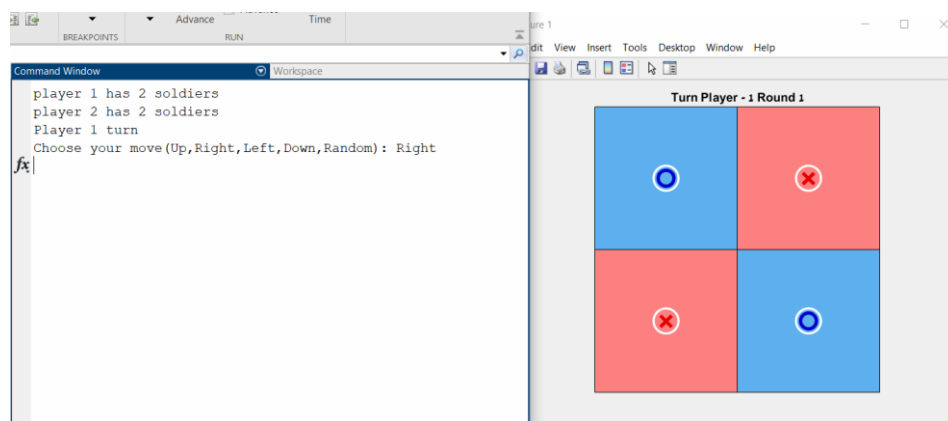 Advance
Time
BREAKPOINTS
RUN
Command Window
Workspace
player 1 has 2 soldiers
player 2 has 2 soldiers
Player 1 turn
Choose your move(Up,Right,Left,Down,Random): Right
fx
ure 1
dit View Insert Tools Desktop Window Help
Turn Player - 1 Round 1